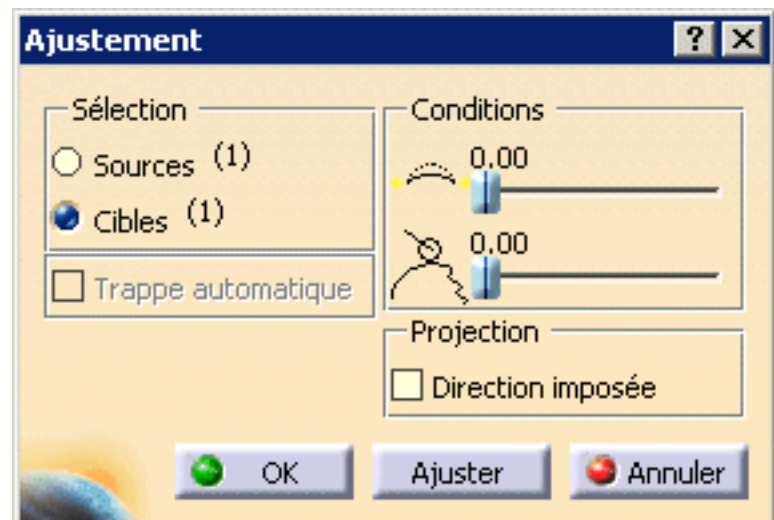 Ajustement
Sélection
Sources (1)
Cibles (1)
Trappe automatique
Conditions
0.00
0.00
Projection
Direction imposée
OK Ajuster Annuler